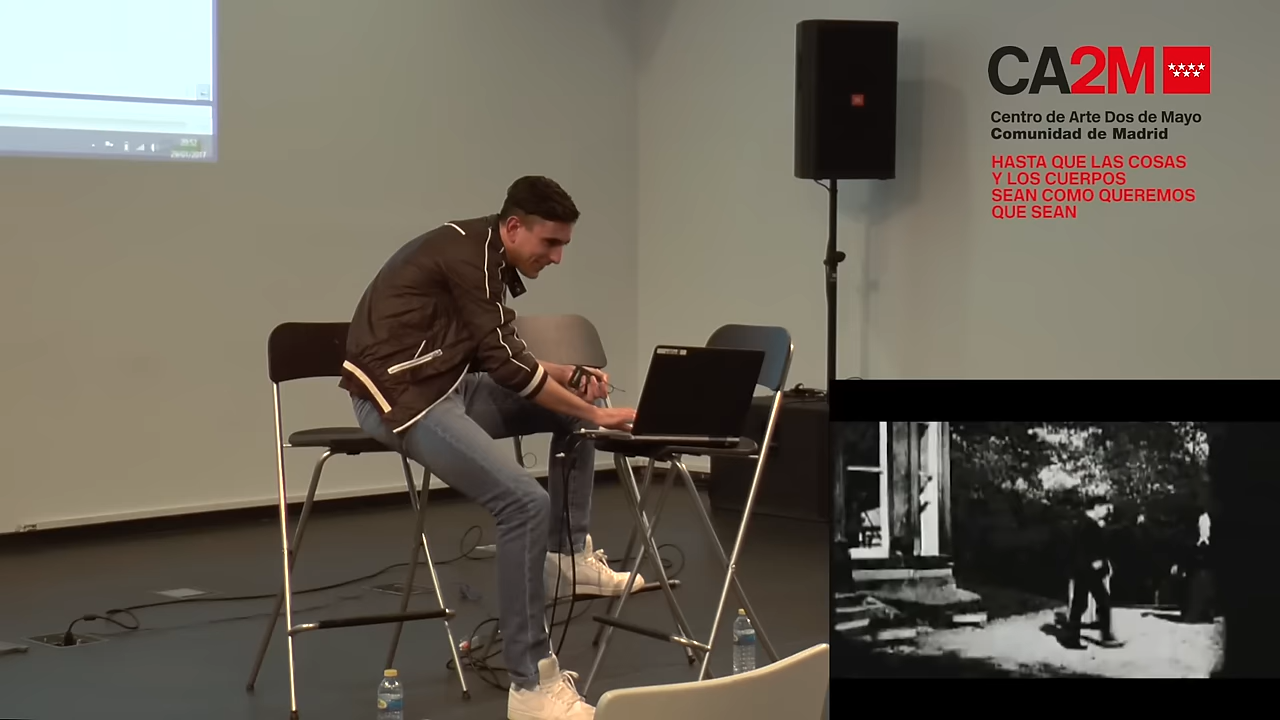 CA2M
Centro de Arte Dos de Mayo
Comunidad de Madrid
HASTA QUE LAS COSAS
Y LOS CUERPOS
SEAN COMO QUEREMOS
QUE SEAN